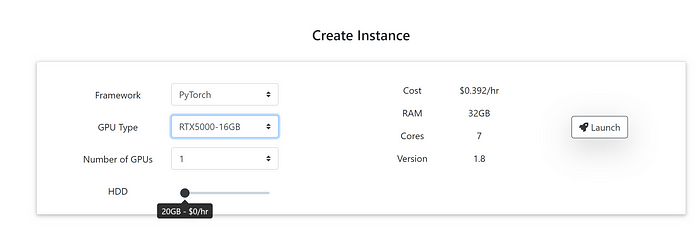 Create Instance
Framework PyTorch Cost $0.392/hr
GPU Type RTX5000-16GB RAM 32GB
Launch
Number of GPUs 1 Cores 7
Version 1.8
HDD
20GB - $0/hr